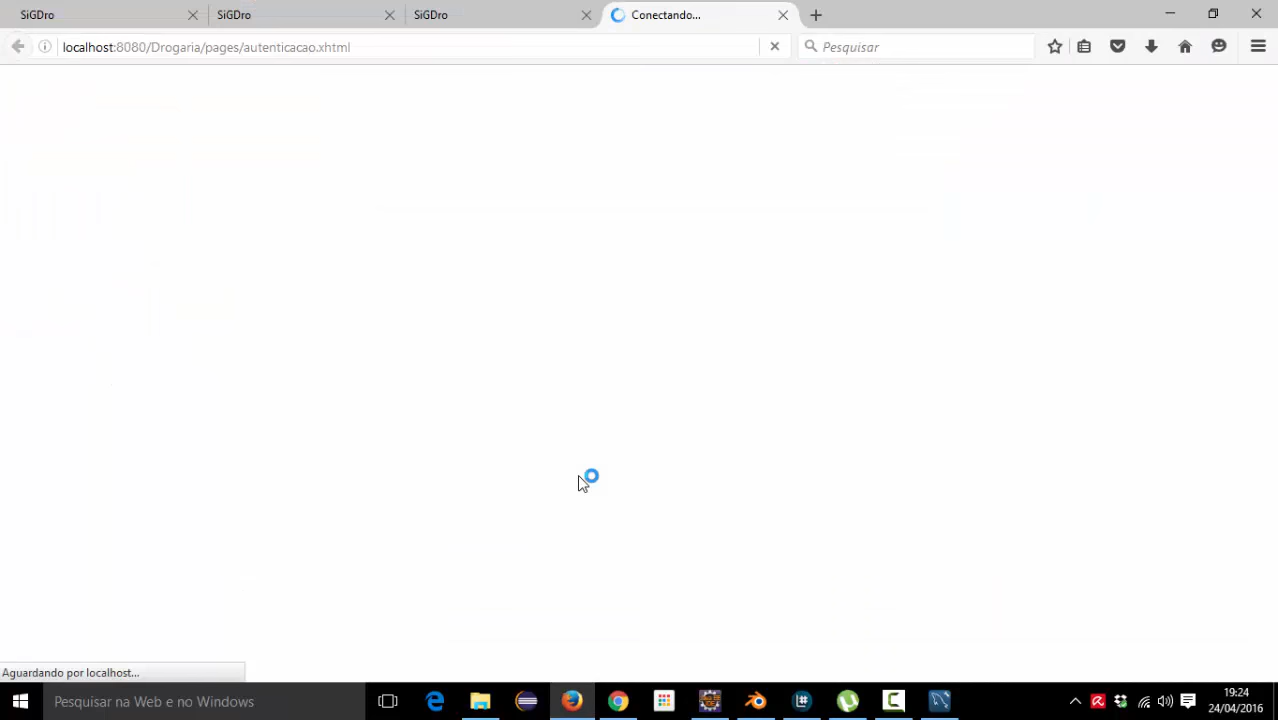 SiGDro
SiGDro
SiGDro
Conectando...
localhost:8080/Drogaria/pages/autenticacao.xhtml
Pesquisar
Aguardando por localhost...
Pesquisar na Web e no Windows
19:24
24/04/2016